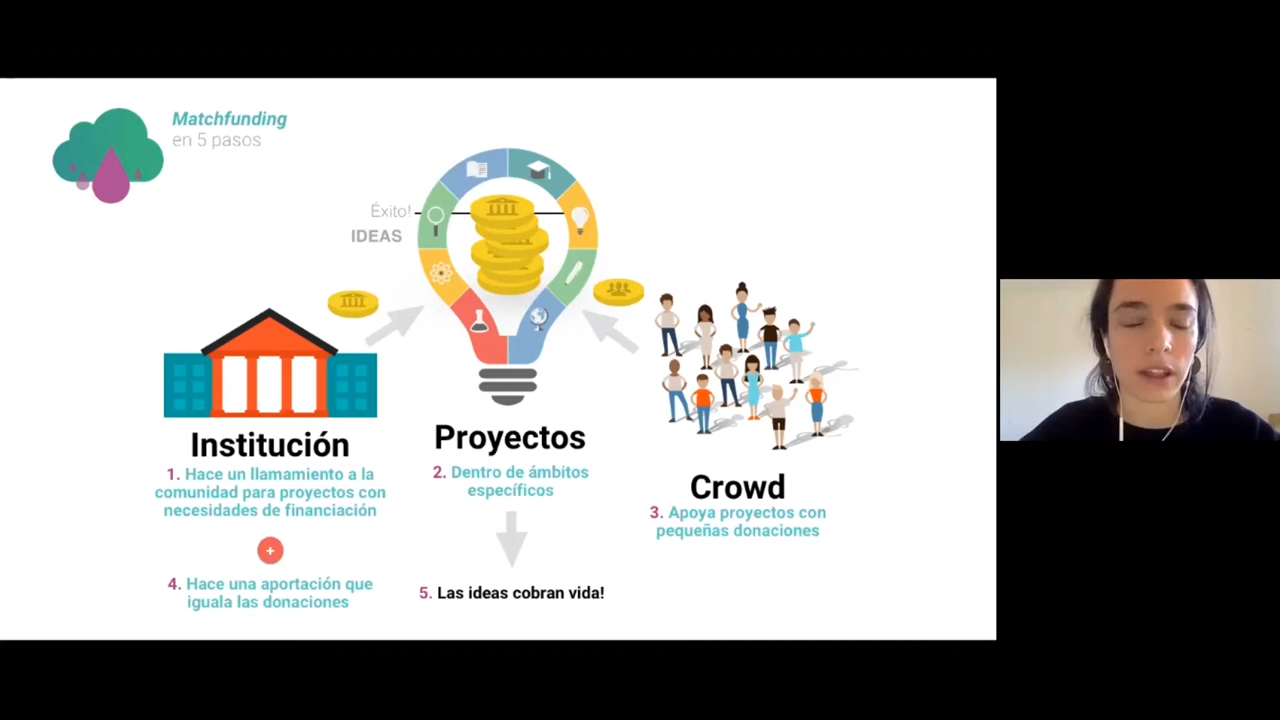 Matchfunding
en 5 pasos
Éxito!
IDEAS
Institución
1. Hace un llamamiento a la
comunidad para proyectos con
necesidades de financiación
+
4. Hace una aportación que
iguala las donaciones
Proyectos
2. Dentro de ámbitos
específicos
5. Las ideas cobran vida!
Crowd
3. Apoya proyectos con
pequeñas donaciones